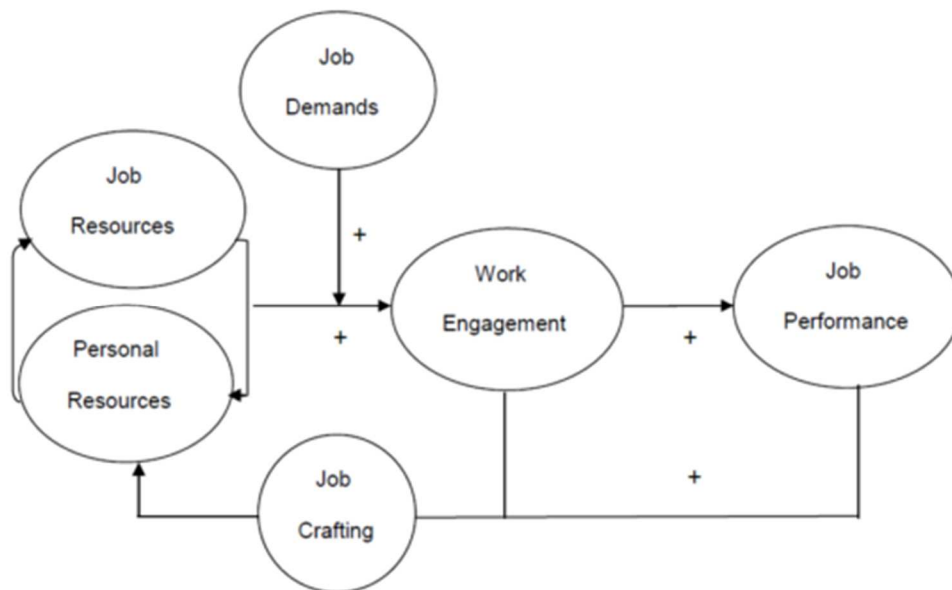 Job
Demands
Job
Resources
+
Work
Engagement
Job
Performance
+
+
Personal
Resources
Job
Crafting
+